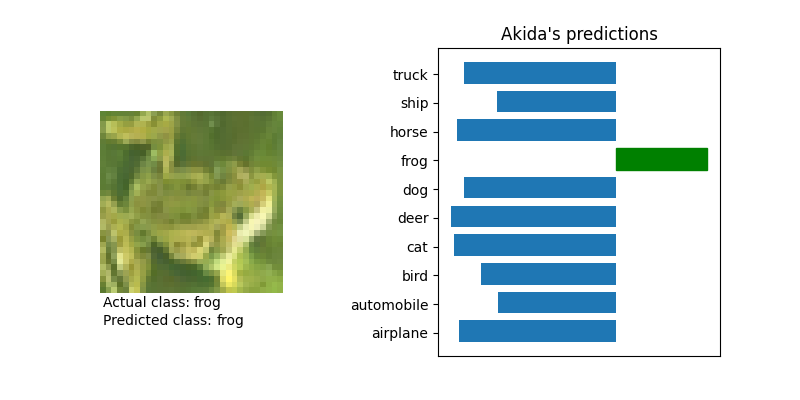 Akida's predictions
truck
ship
horse
frog
dog
deer
cat
bird
automobile
airplane
Actual class: frog
Predicted class: frog